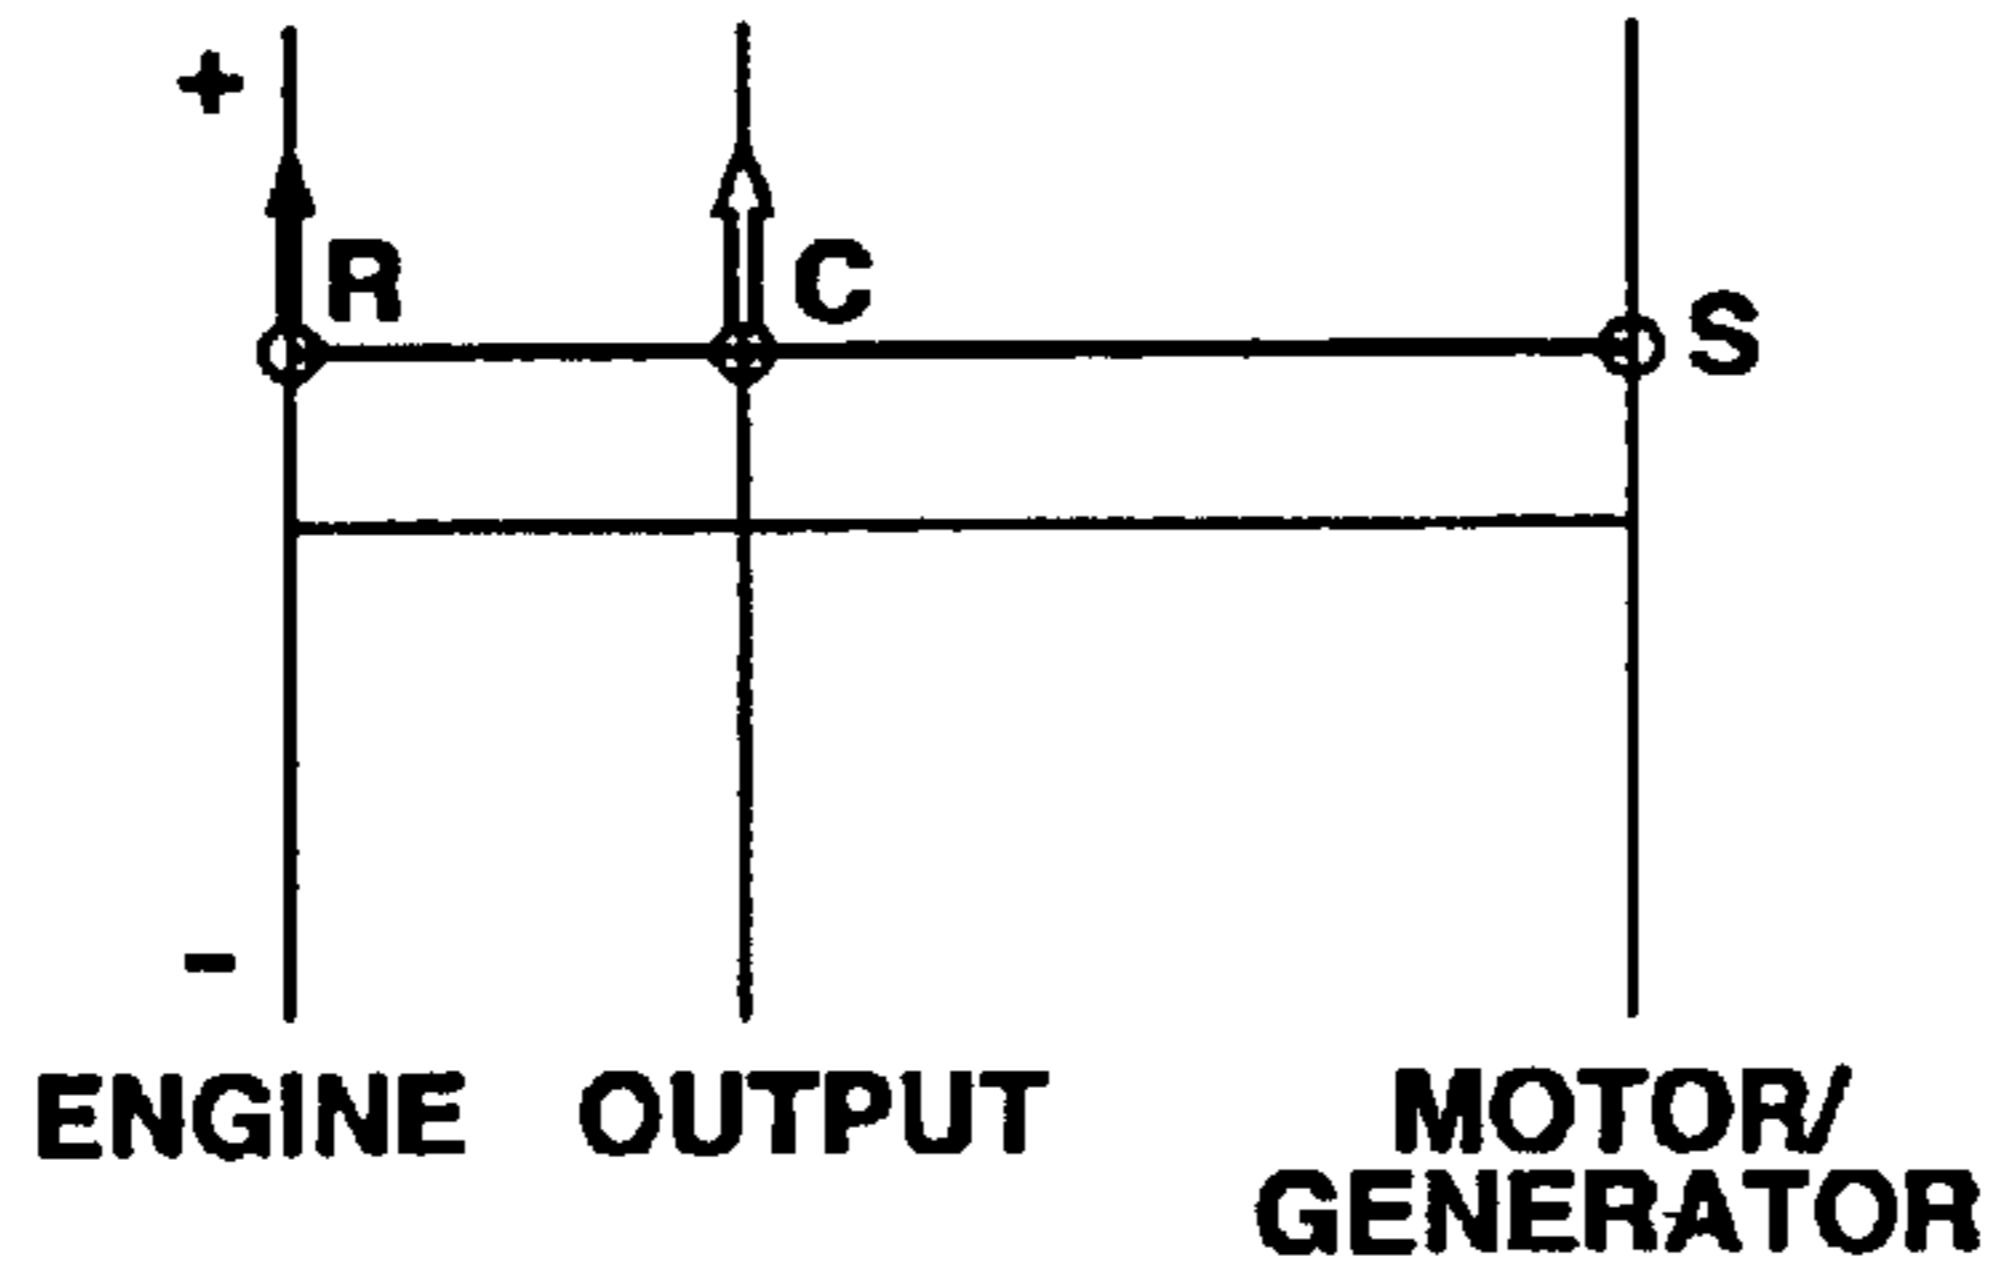 +
R
C
S
-
ENGINE OUTPUT MOTOR/
GENERATOR